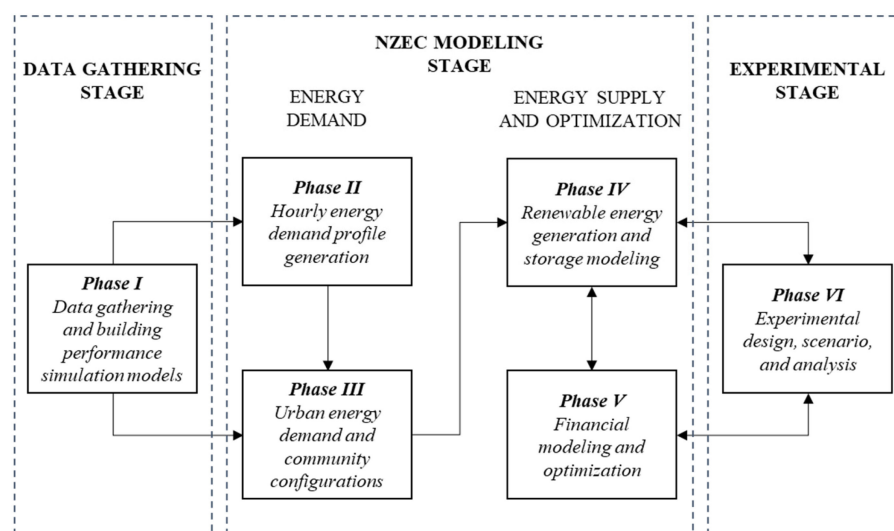 DATA GATHERING
STAGE
NZEC MODELING
STAGE
ENERGY
DEMAND
ENERGY SUPPLY
AND OPTIMIZATION
EXPERIMENTAL
STAGE
Phase I
Data gathering
and building
performance
simulation models
Phase II
Hourly energy
demand profile
generation
Phase III
Urban energy
demand and
community
configurations
Phase IV
Renewable energy
generation and
storage modeling
Phase V
Financial
modeling and
optimization
Phase VI
Experimental
design, scenario,
and analysis